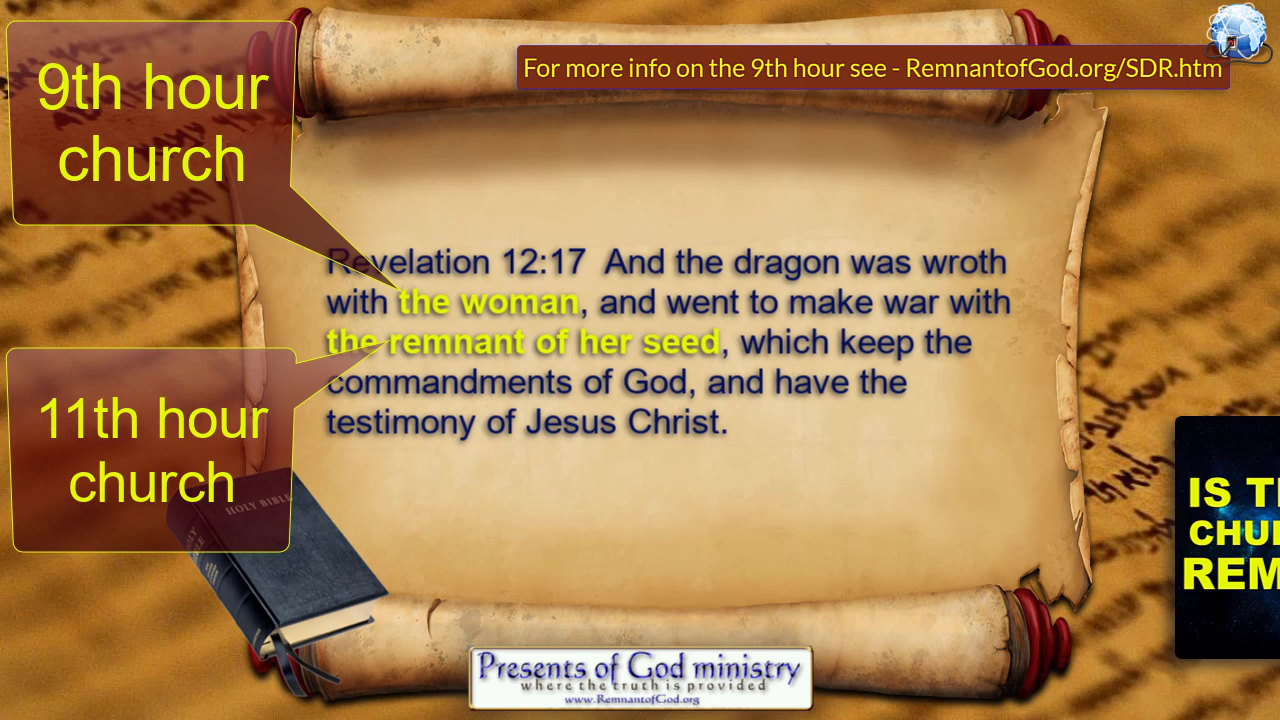 9th hour
church
For more info on the 9th hour see - RemnantofGod.org/SDR.htm
Revelation 12:17 And the dragon was wroth
with the woman, and went to make war with
the remnant of her seed, which keep the
commandments of God, and have the
testimony of Jesus Christ.
11th hour
church
HOLY BIBLE
IS
Presents of God ministry
where the truth is provided
www.RemnantofGod.org